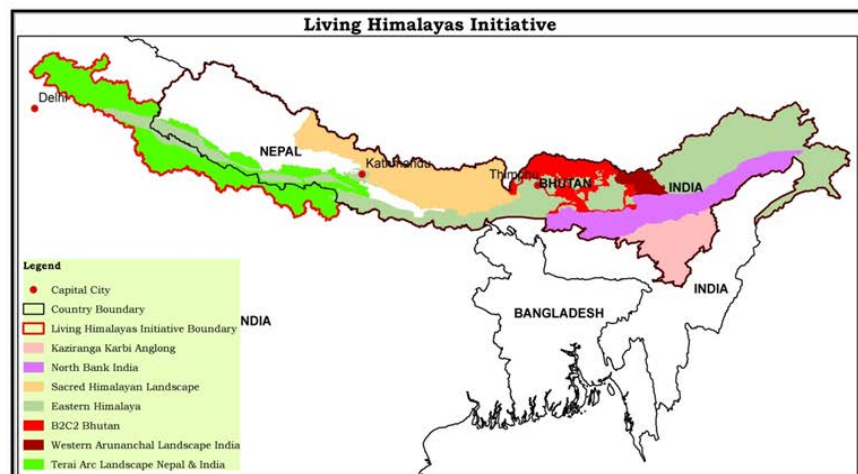 Living Himalayas Initiative
Delhi
NEPAL
Kathmandu
Thimphu
BHUTAN
INDIA
INDIA
BANGLADESH
NDIA
Legend
Capital City
Country Boundary
Living Himalayas Initiative Boundary
Kaziranga Karbi Anglong
North Bank India
Sacred Himalayan Landscape
Eastern Himalaya
B2C2 Bhutan
Western Arunanchal Landscape India
Terai Arc Landscape Nepal & India